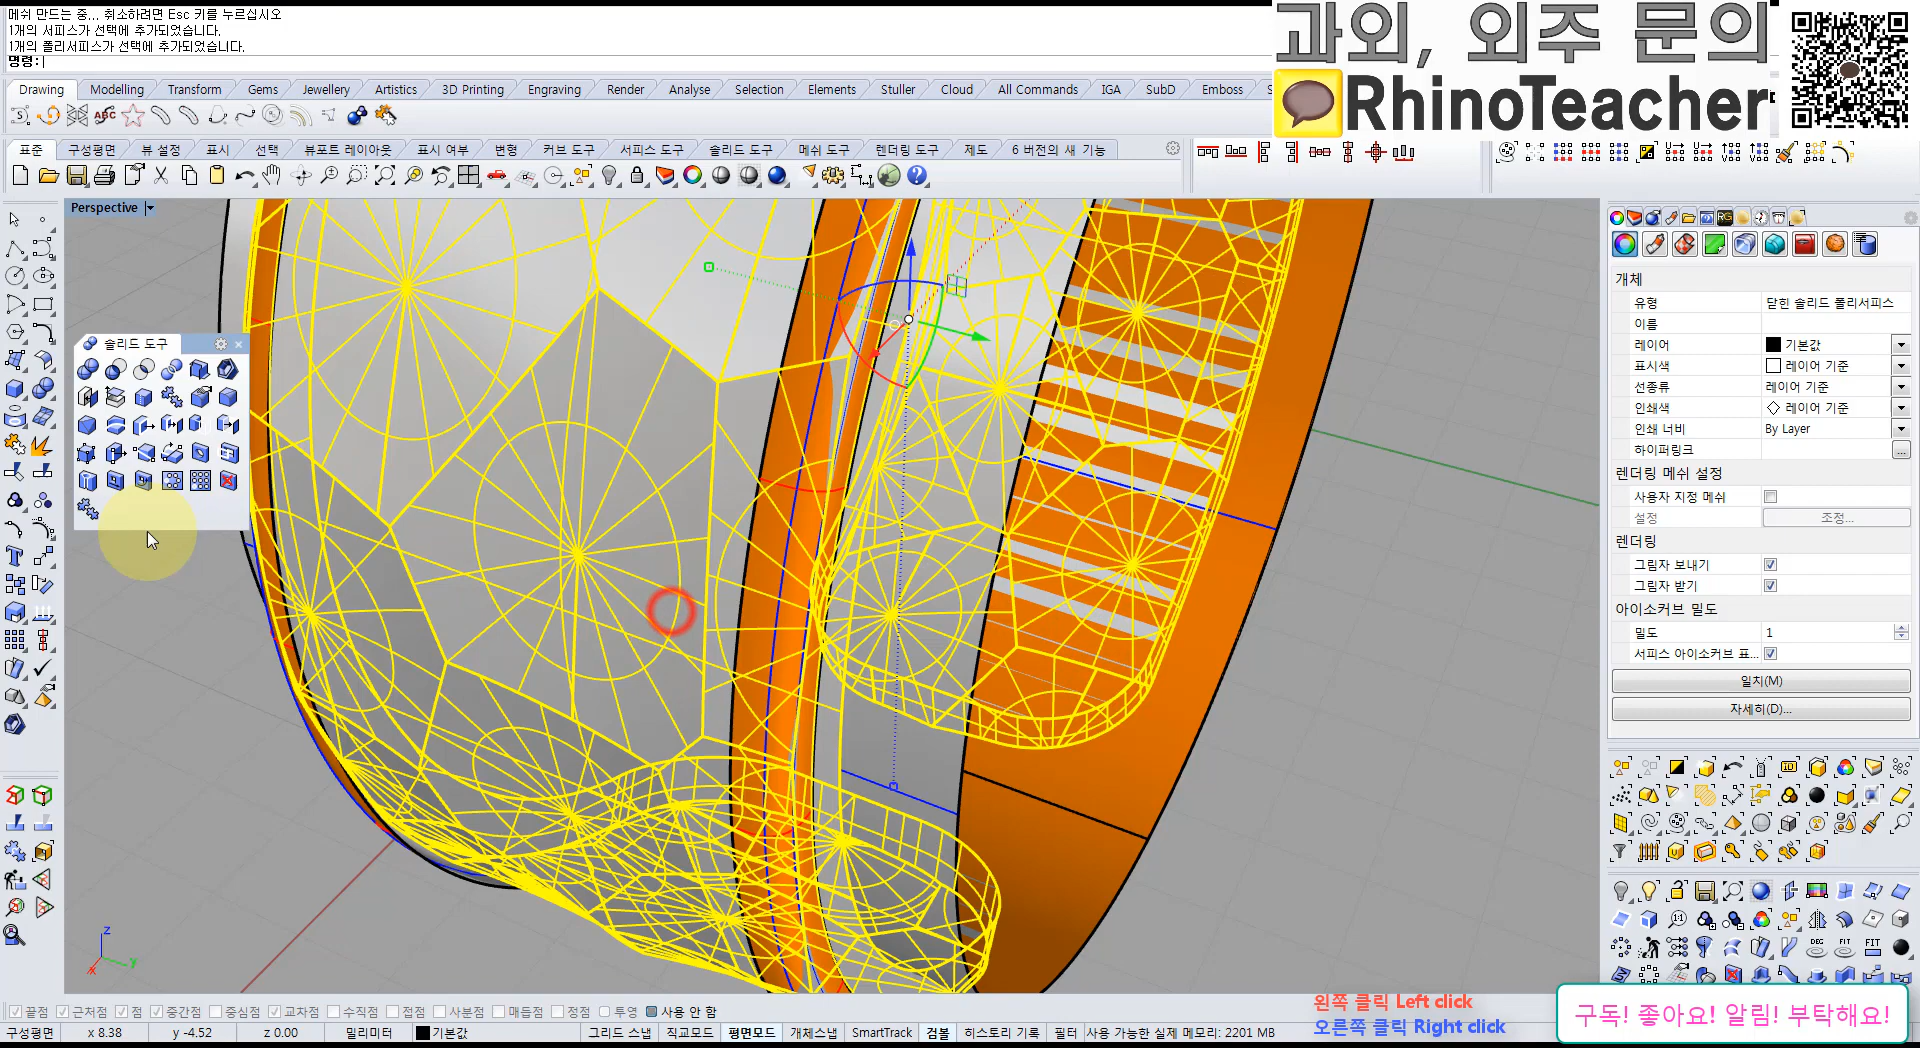 메쉬 만드는 중... 취소하려면 Esc 키를 누르십시오
1개의 서피스가 선택에 추가되었습니다.
1개의 폴리서피스가 선택에 추가되었습니다.
명령:
과외, 외주 문의
RhinoTeacher
Drawing Modelling Transform Gems Jewellery Artistics 3D Printing Engraving Render Analyse Selection Elements Stuller Cloud All Commands IGA SubD Emboss S
ABC
표준 구성평면 뷰 설정 표시 선택 뷰포트 레이아웃 표시 여부 변형 커브 도구 서피스 도구 솔리드 도구 메쉬 도구 렌더링 도구 제도 6 버전의 새 기능
Perspective
솔리드 도구
개체
유형 닫힌 솔리드 폴리서피스
이름
레이어 기본값
표시색 레이어 기준
선종류 레이어 기준
인쇄색 레이어 기준
인쇄 너비 By Layer
하이퍼링크 ...
렌더링 메쉬 설정
사용자 지정 메쉬
설정 조정...
렌더링
그림자 보내기
그림자 받기
아이소커브 밀도
밀도 1
서피스 아이소커브 표...
일치(M)
자세히(D)...
DEG FIT FIT
z
x y
끝점 근처점 점 중간점 중심점 교차점 수직점 접점 사분점 매듭점 정점 투영 사용 안 함
왼쪽 클릭 Left click
오른쪽 클릭 Right click
구독! 좋아요! 알림! 부탁해요!
구성평면 x 8.38 y -4.52 z 0.00 밀리미터 기본값 그리드 스냅 직교모드 평면모드 개체스냅 SmartTrack 검볼 히스토리 기록 필터 사용 가능한 실제 메모리: 2201 MB